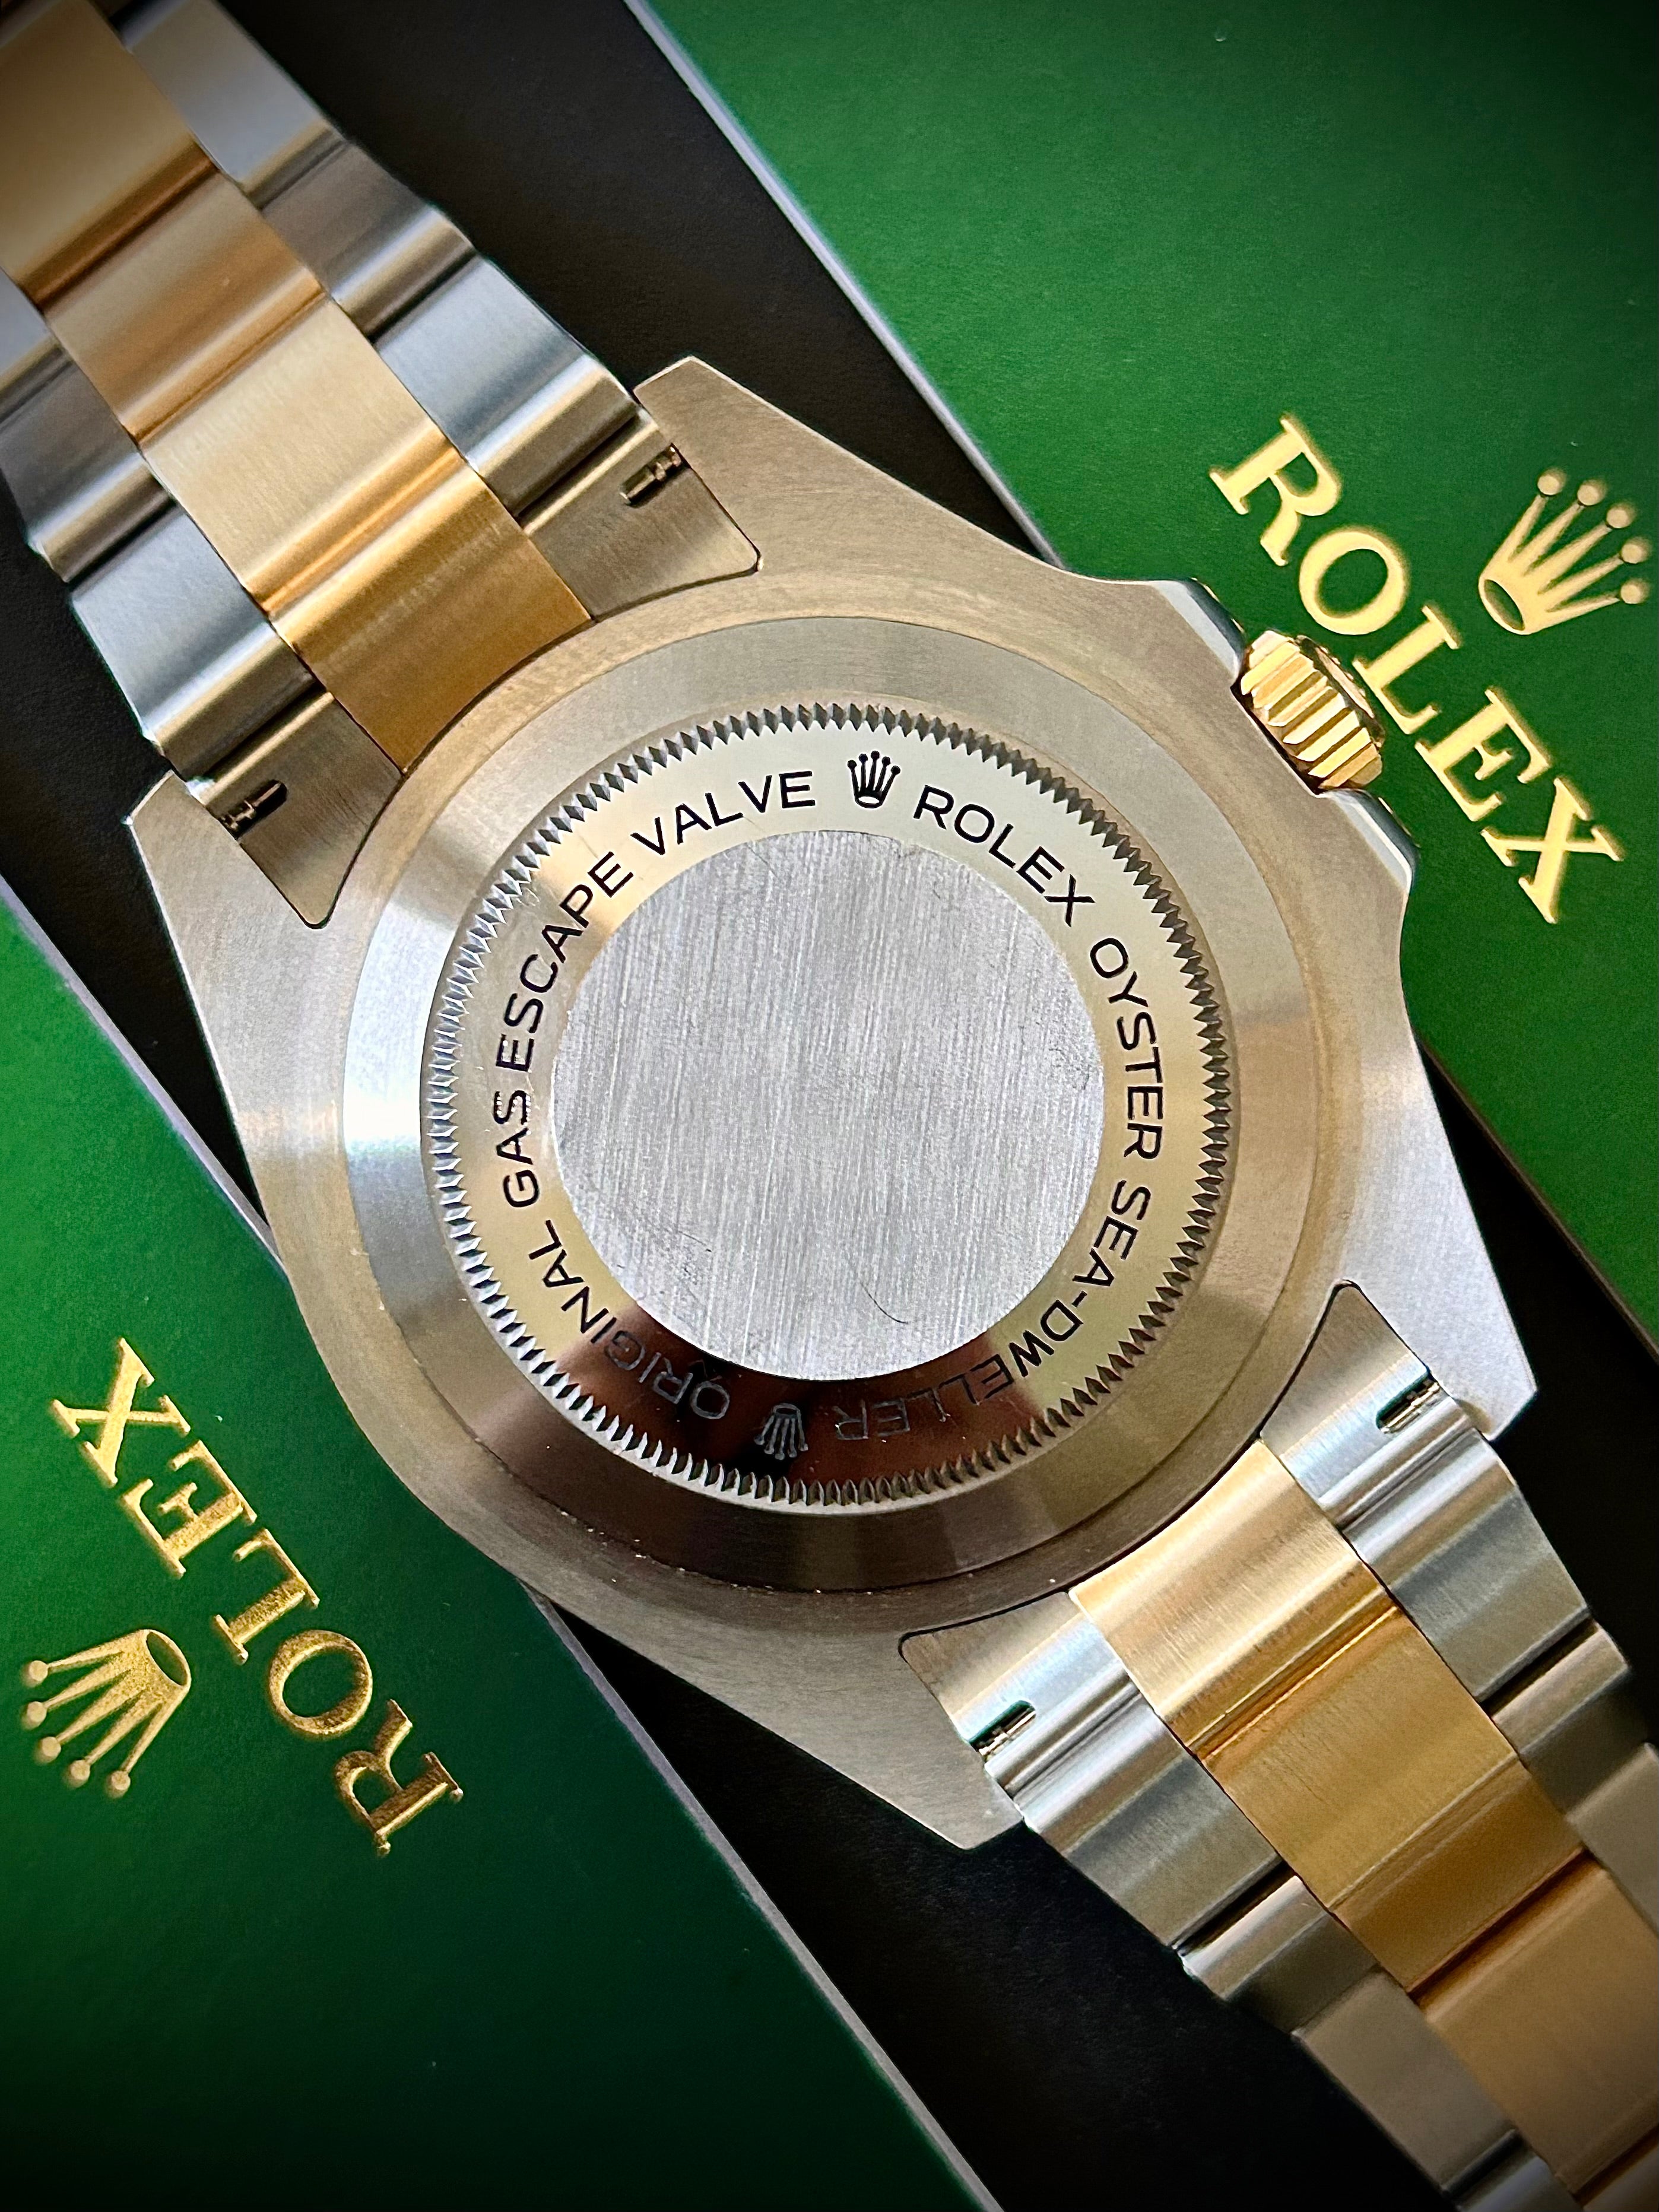 ROLEX
ROLEX OYSTER SEA-DWELLER
ORIGINAL GAS ESCAPE VALVE
ROLEX